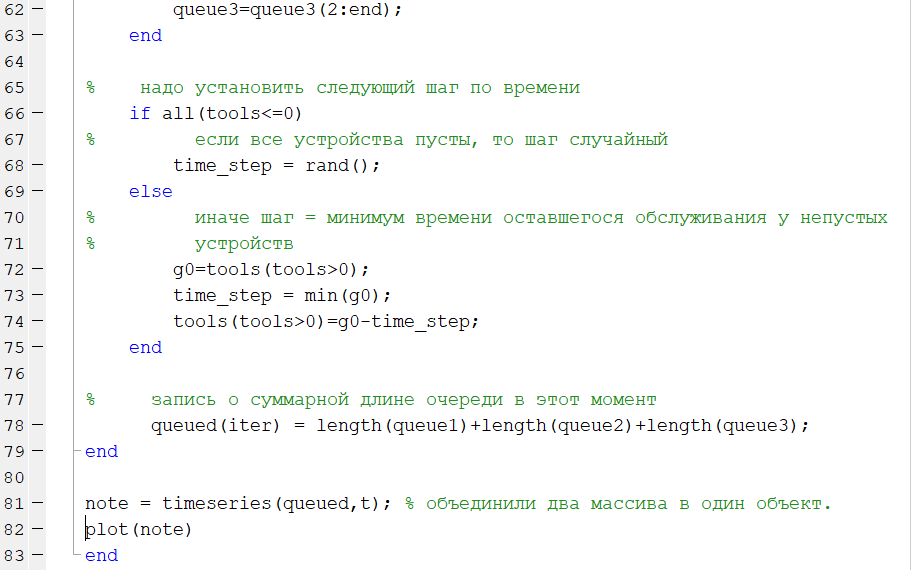 62 — queue3=queue3(2:end);
63 — end
64
65 % надо установить следующий шаг по времени
66 — if all(tools<=0)
67 % если все устройства пусты, то шаг случайный
68 — time_step = rand();
69 — else
70 % иначе шаг = минимум времени оставшегося обслуживания у непустых
71 % устройств
72 — g0=tools(tools>0);
73 — time_step = min(g0);
74 — tools(tools>0)=g0-time_step;
75 — end
76
77 % запись о суммарной длине очереди в этот момент
78 — queued(iter) = length(queue1)+length(queue2)+length(queue3);
79 — end
80
81 — note = timeseries(queued,t); % объединили два массива в один объект.
82 — plot(note)
83 — end